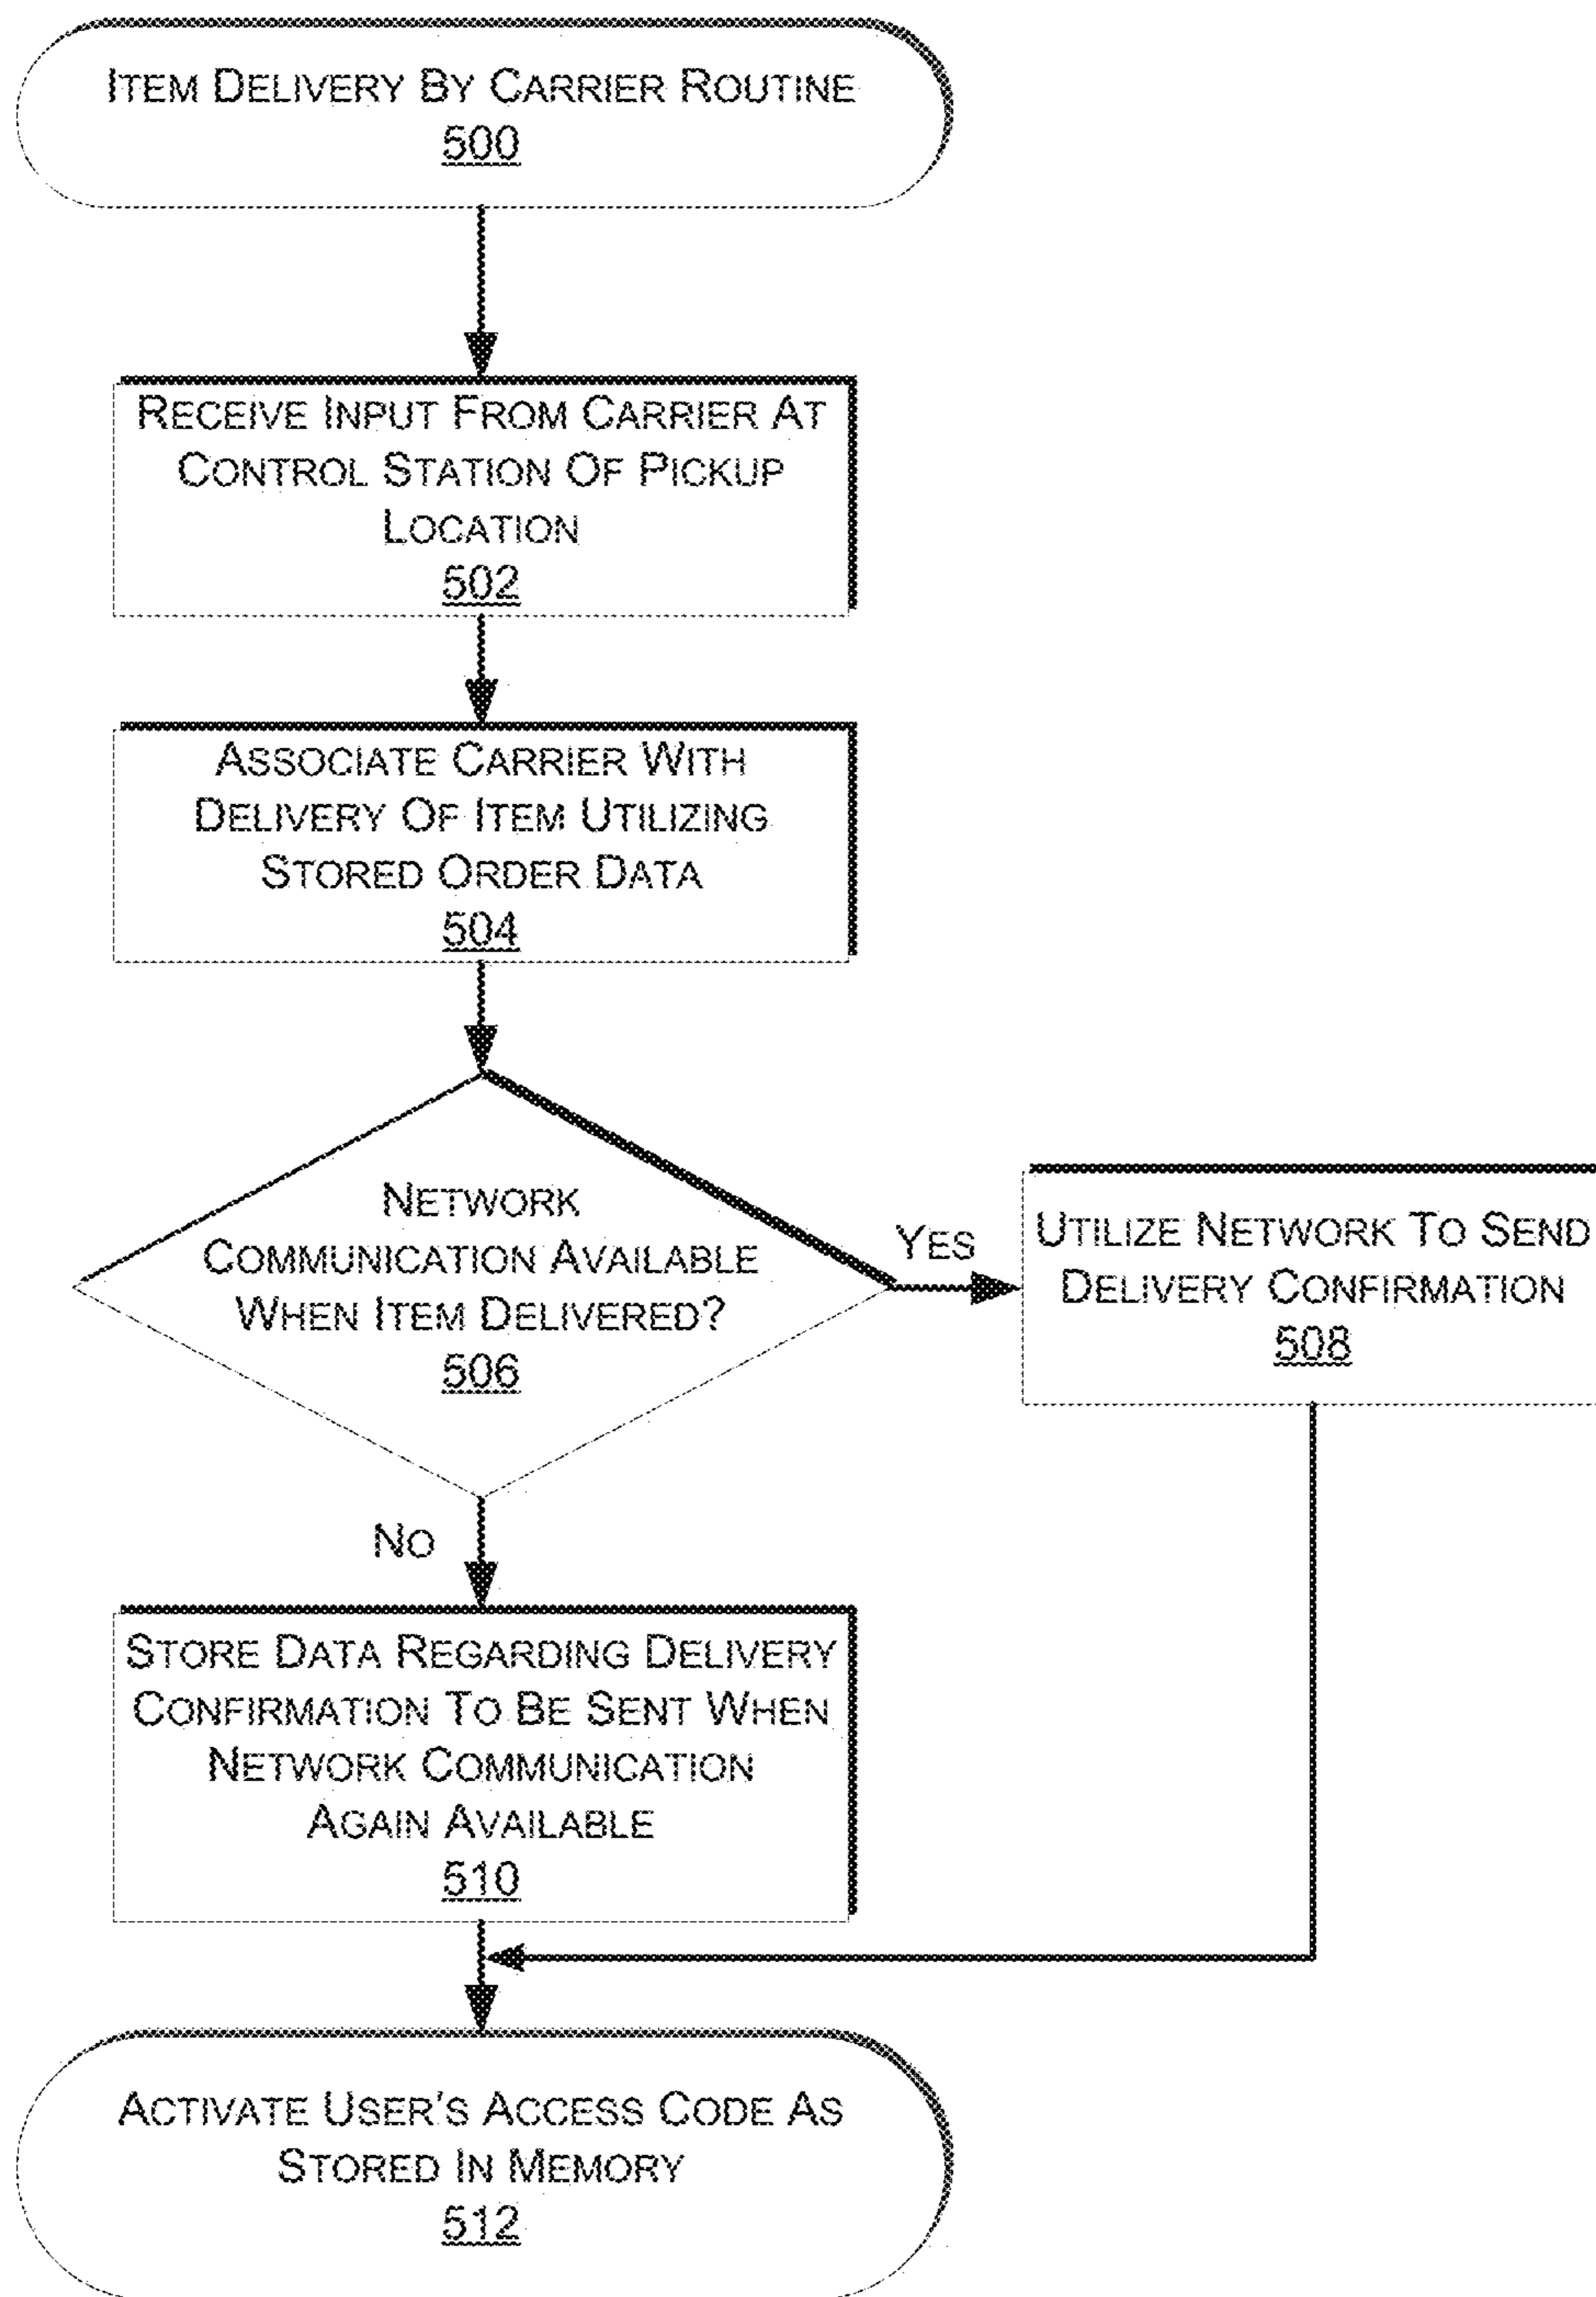 ITEM DELIVERY BY CARRIER ROUTINE
500
RECEIVE INPUT FROM CARRIER AT
CONTROL STATION OF PICKUP
LOCATION
502
ASSOCIATE CARRIER WITH
DELIVERY OF ITEM UTILIZING
STORED ORDER DATA
504
NETWORK
COMMUNICATION AVAILABLE
WHEN ITEM DELIVERED?
506
YES
UTILIZE NETWORK TO SEND
DELIVERY CONFIRMATION
508
NO
STORE DATA REGARDING DELIVERY
CONFIRMATION TO BE SENT WHEN
NETWORK COMMUNICATION
AGAIN AVAILABLE
510
ACTIVATE USER'S ACCESS CODE AS
STORED IN MEMORY
512